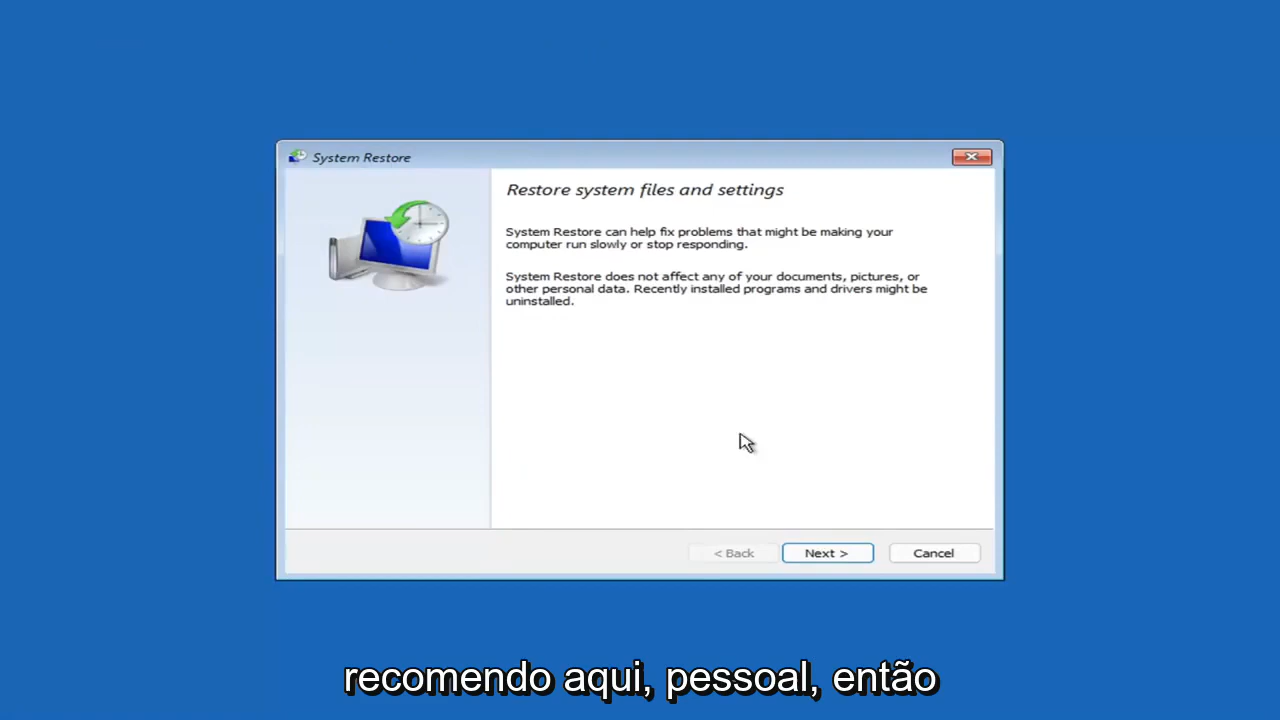 System Restore
Restore system files and settings
System Restore can help fix problems that might be making your
computer run slowly or stop responding.
System Restore does not affect any of your documents, pictures, or
other personal data. Recently installed programs and drivers might be
uninstalled.
< Back Next > Cancel
recomendo aqui, pessoal, então